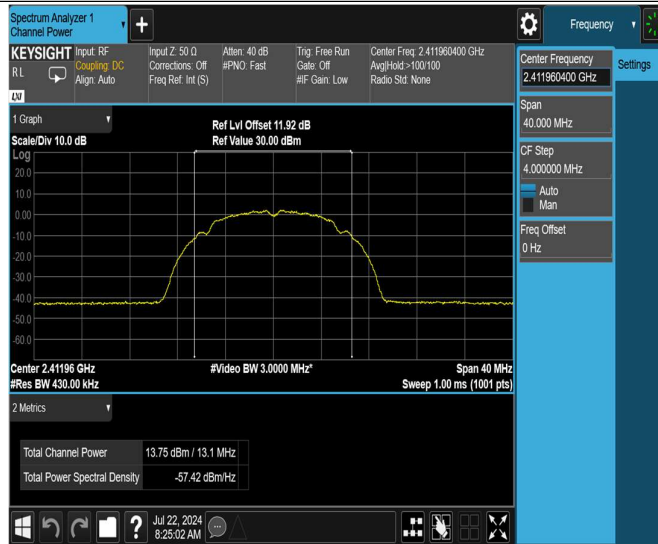 Spectrum Analyzer 1
Channel Power
+
Frequency
KEYSIGHT
Input: RF
Coupling: DC
Align: Auto
Input Z: 50 Ω
Corrections: Off
Freq Ref: Int (S)
Atten: 40 dB
#PNO: Fast
Trig: Free Run
Gate: Off
#IF Gain: Low
Center Freq: 2.411960400 GHz
Avg|Hold:>100/100
Radio Std: None
R L
LXI
Center Frequency
2.411960400 GHz
Settings
Span
40.000 MHz
CF Step
4.000000 MHz
Auto
Man
Freq Offset
0 Hz
1 Graph
Scale/Div 10.0 dB
Ref Lvl Offset 11.92 dB
Ref Value 30.00 dBm
Log
20.0
10.0
0.00
-10.0
-20.0
-30.0
-40.0
-50.0
-60.0
Center 2.41196 GHz
#Video BW 3.0000 MHz*
Span 40 MHz
#Res BW 430.00 kHz
Sweep 1.00 ms (1001 pts)
2 Metrics
Total Channel Power 13.75 dBm / 13.1 MHz
Total Power Spectral Density -57.42 dBm/Hz
?
Jul 22, 2024
8:25:02 AM